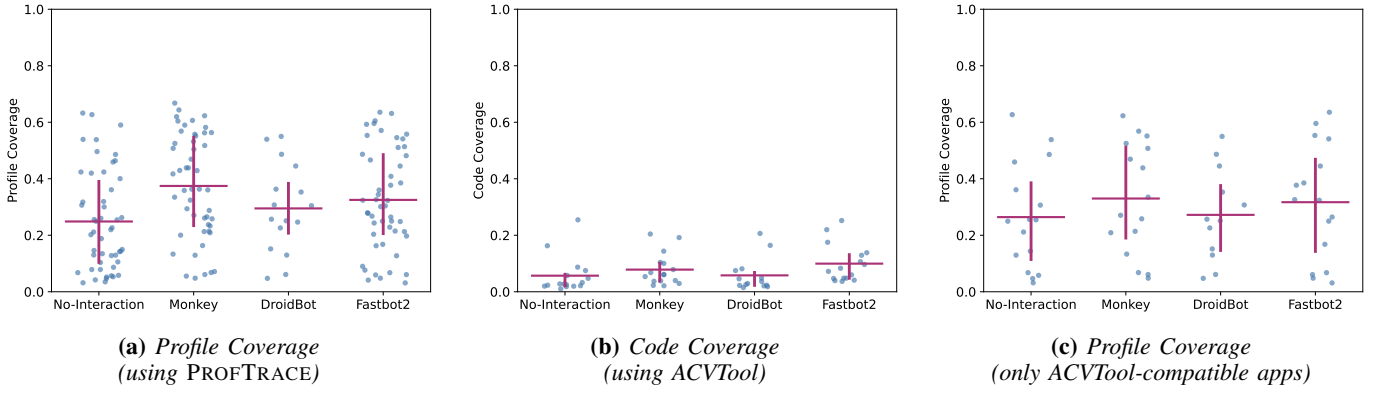 1.0
0.8
0.6
0.4
0.2
0.0
Profile Coverage
No-Interaction Monkey DroidBot Fastbot2
(a) Profile Coverage
(using PROFTRACE)
1.0
0.8
0.6
0.4
0.2
0.0
Code Coverage
No-Interaction Monkey DroidBot Fastbot2
(b) Code Coverage
(using ACVTool)
1.0
0.8
0.6
0.4
0.2
0.0
Profile Coverage
No-Interaction Monkey DroidBot Fastbot2
(c) Profile Coverage
(only ACVTool-compatible apps)